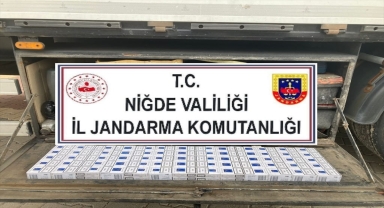 T.C.
NİĞDE VALİLİĞİ
İL JANDARMA KOMUTANLIĞI